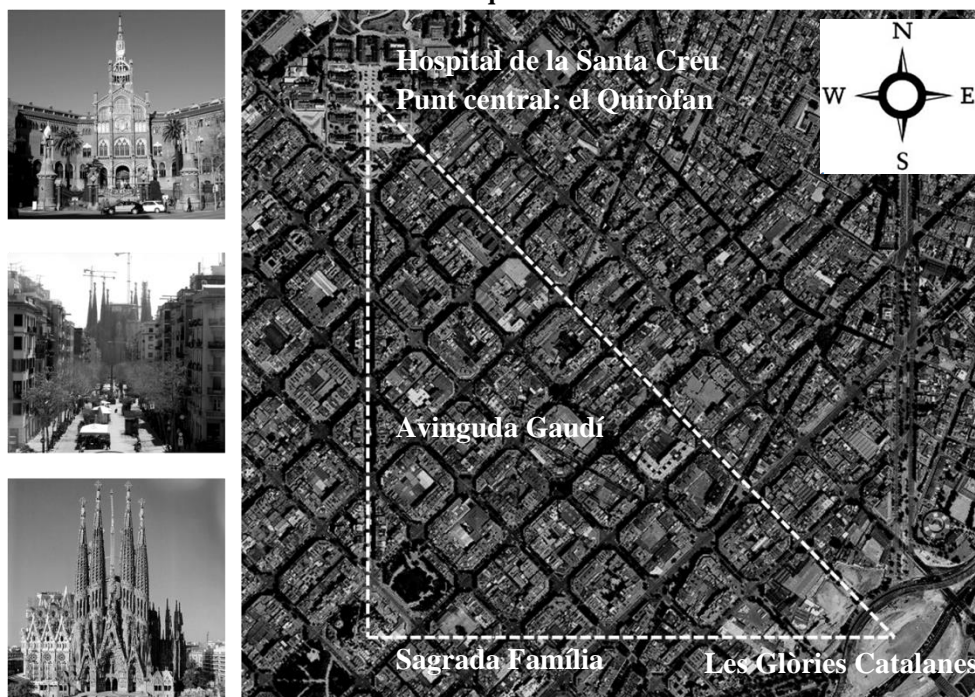 Hospital de la Santa Creu
Punt central: el Quiròfan
N
W
E
S
Avinguda Gaudí
Sagrada Família
Les Glòries Catalanes